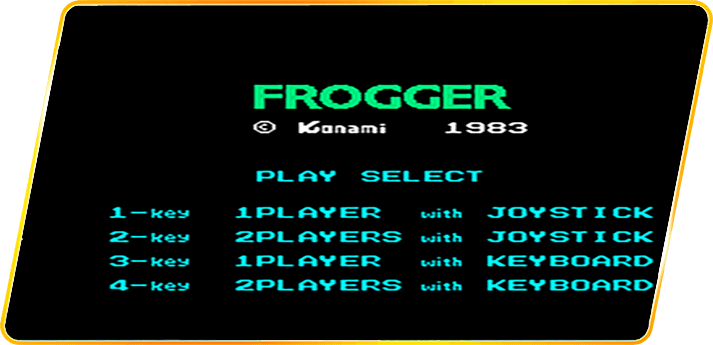 FROGGER
© Konami 1983
PLAY SELECT
1-key 1PLAYER with JOYSTICK
2-key 2PLAYERS with JOYSTICK
3-key 1PLAYER with KEYBOARD
4-key 2PLAYERS with KEYBOARD